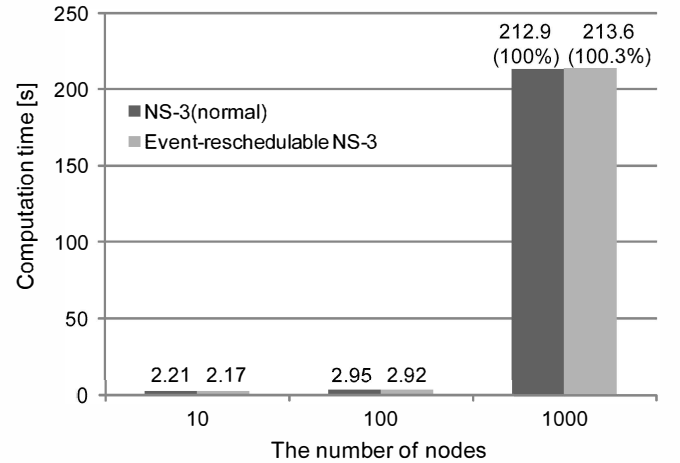 250
212.9 213.6
(100%) (100.3%)
200
NS-3(normal)
Event-reschedulable NS-3
150
Computation time [s]
100
50
2.21 2.17 2.95 2.92
0
10 100 1000
The number of nodes